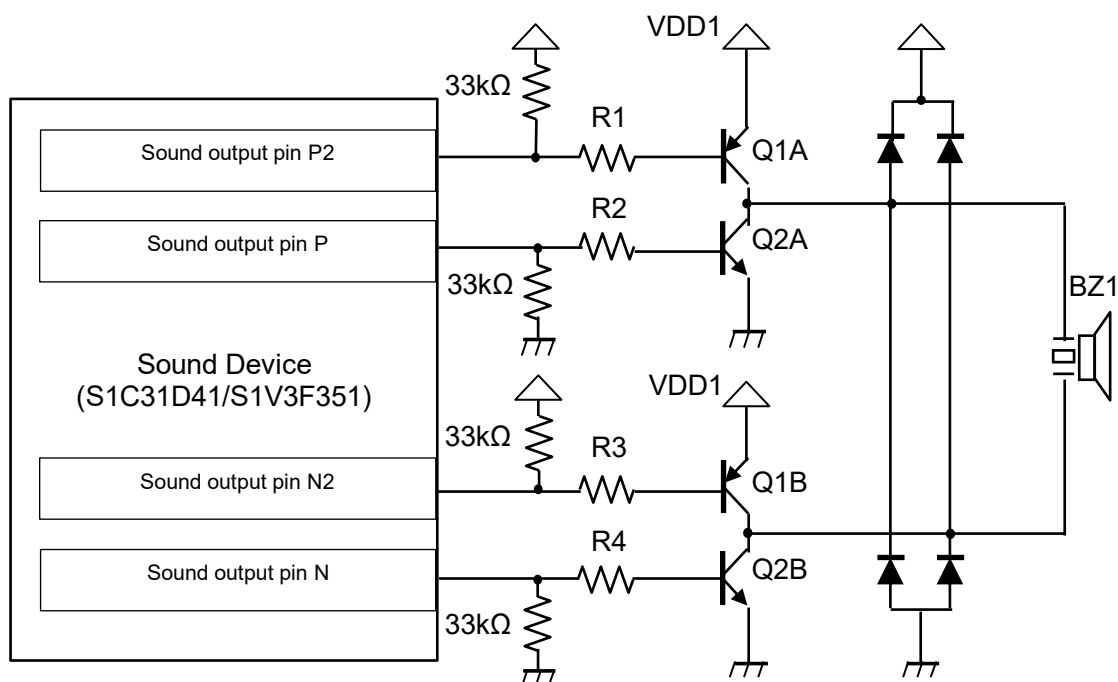 VDD1
33kΩ
R1
Sound output pin P2
Q1A
R2
Sound output pin P
Q2A
33kΩ
BZ1
Sound Device
(S1C31D41/S1V3F351)
VDD1
33kΩ
R3
Sound output pin N2
Q1B
R4
Sound output pin N
Q2B
33kΩ